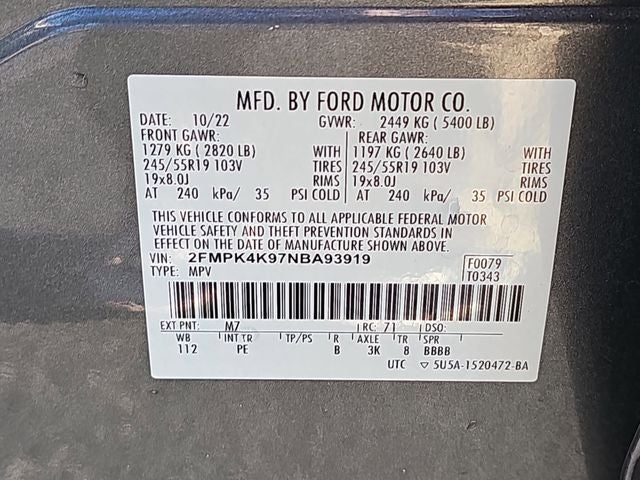 MFD. BY FORD MOTOR CO.
DATE: 10/22 GVWR: 2449 KG ( 5400 LB)
FRONT GAWR: REAR GAWR:
1279 KG ( 2820 LB) WITH 1197 KG ( 2640 LB) WITH
245/55R19 103V TIRES 245/55R19 103V TIRES
19x8.0J RIMS 19x8.0J RIMS
AT 240 kPa/ 35 PSI COLD AT 240 kPa/ 35 PSI COLD
THIS VEHICLE CONFORMS TO ALL APPLICABLE FEDERAL MOTOR
VEHICLE SAFETY AND THEFT PREVENTION STANDARDS IN
EFFECT ON THE DATE OF MANUFACTURE SHOWN ABOVE.
VIN: 2FMPK4K97NBA93919 F0079
TYPE: MPV T0343
EXT PNT: M7 RC: 71 DSO:
WB INT TR TP/PS R AXLE TR SPR
112 PE B 3K 8 BBBB
UTC ▽ 5U5A-1520472-BA